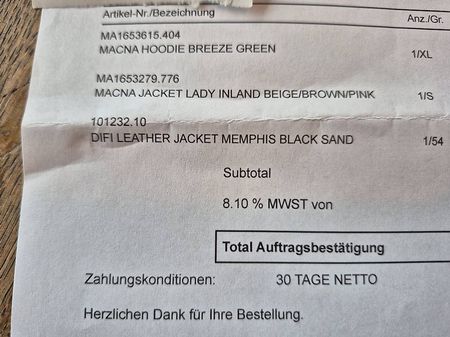 Artikel-Nr./Bezeichnung Anz./Gr.
MA1653615.404
MACNA HOODIE BREEZE GREEN 1/XL
MA1653279.776
MACNA JACKET LADY INLAND BEIGE/BROWN/PINK 1/S
101232.10
DIFI LEATHER JACKET MEMPHIS BLACK SAND 1/54
Subtotal
8.10 % MWST von
Total Auftragsbestätigung
Zahlungskonditionen: 30 TAGE NETTO
Herzlichen Dank für Ihre Bestellung.